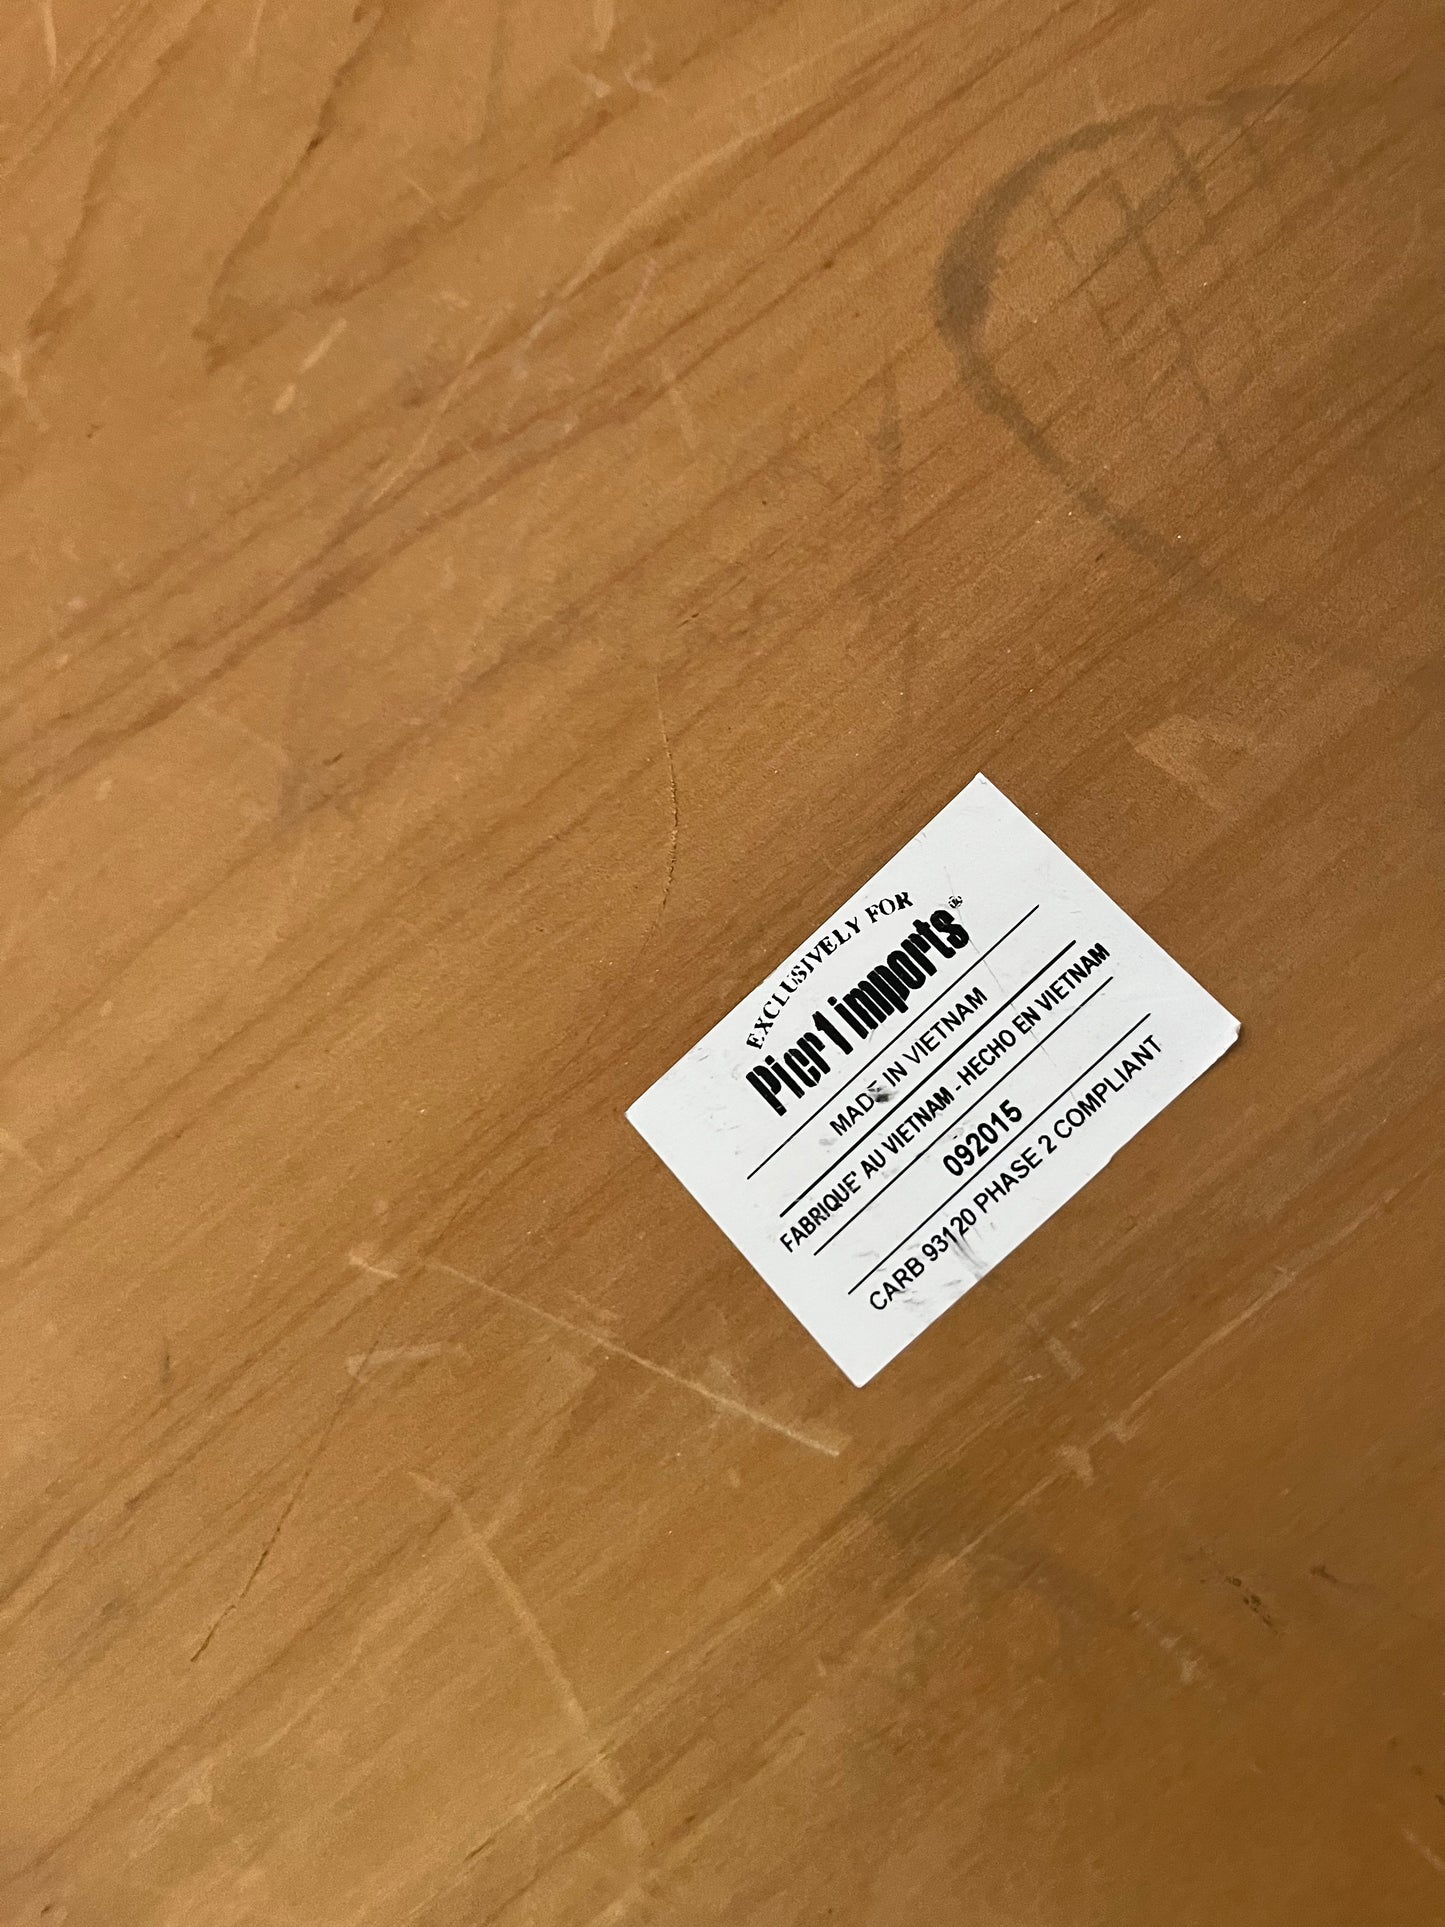 EXCLUSIVELY FOR
Pier 1 imports®
MADE IN VIETNAM
FABRIQUE' AU VIETNAM - HECHO EN VIETNAM
092015
CARB 93120 PHASE 2 COMPLIANT